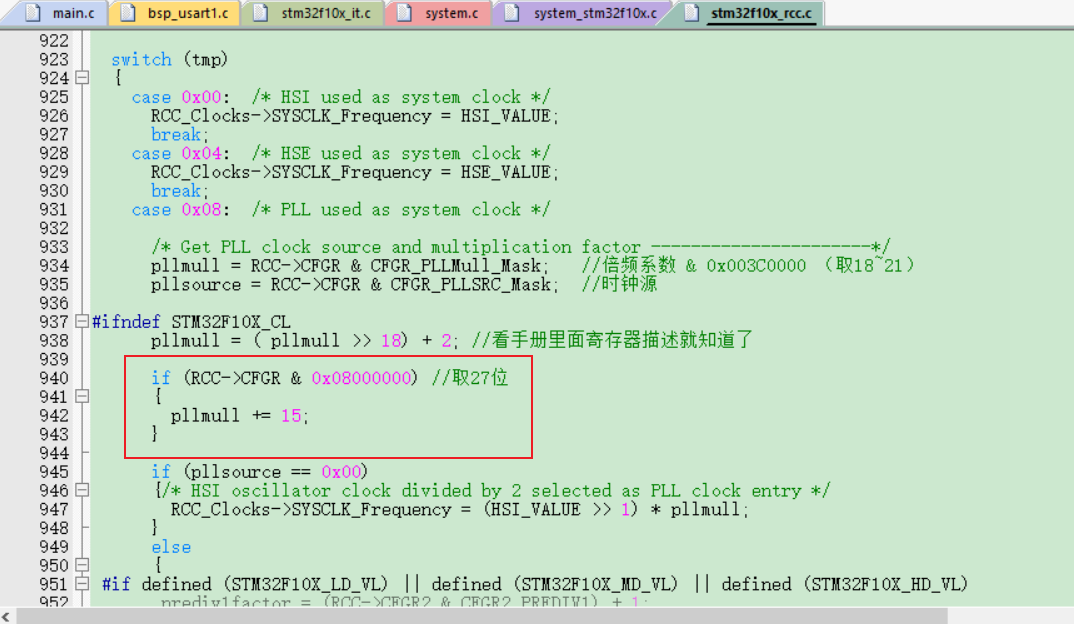 main.c bsp_usart1.c stm32f10x_it.c system.c system_stm32f10x.c stm32f10x_rcc.c
922
923 switch (tmp)
924 {
925 case 0x00: /* HSI used as system clock */
926 RCC_Clocks->SYSCLK_Frequency = HSI_VALUE;
927 break;
928 case 0x04: /* HSE used as system clock */
929 RCC_Clocks->SYSCLK_Frequency = HSE_VALUE;
930 break;
931 case 0x08: /* PLL used as system clock */
932
933 /* Get PLL clock source and multiplication factor ----------------------*/
934 pllmull = RCC->CFGR & CFGR_PLLMull_Mask; //倍频系数 & 0x003C0000 （取18~21）
935 pllsource = RCC->CFGR & CFGR_PLLSRC_Mask; //时钟源
936
937 #ifndef STM32F10X_CL
938 pllmull = ( pllmull >> 18) + 2; //看手册里面寄存器描述就知道了
939
940 if (RCC->CFGR & 0x08000000) //取27位
941 {
942 pllmull += 15;
943 }
944
945 if (pllsource == 0x00)
946 {/* HSI oscillator clock divided by 2 selected as PLL clock entry */
947 RCC_Clocks->SYSCLK_Frequency = (HSI_VALUE >> 1) * pllmull;
948 }
949 else
950 {
951 #if defined (STM32F10X_LD_VL) || defined (STM32F10X_MD_VL) || defined (STM32F10X_HD_VL)
952 prediv1factor = (RCC->CFGR2 & CFGR2_PREDIV1) + 1;